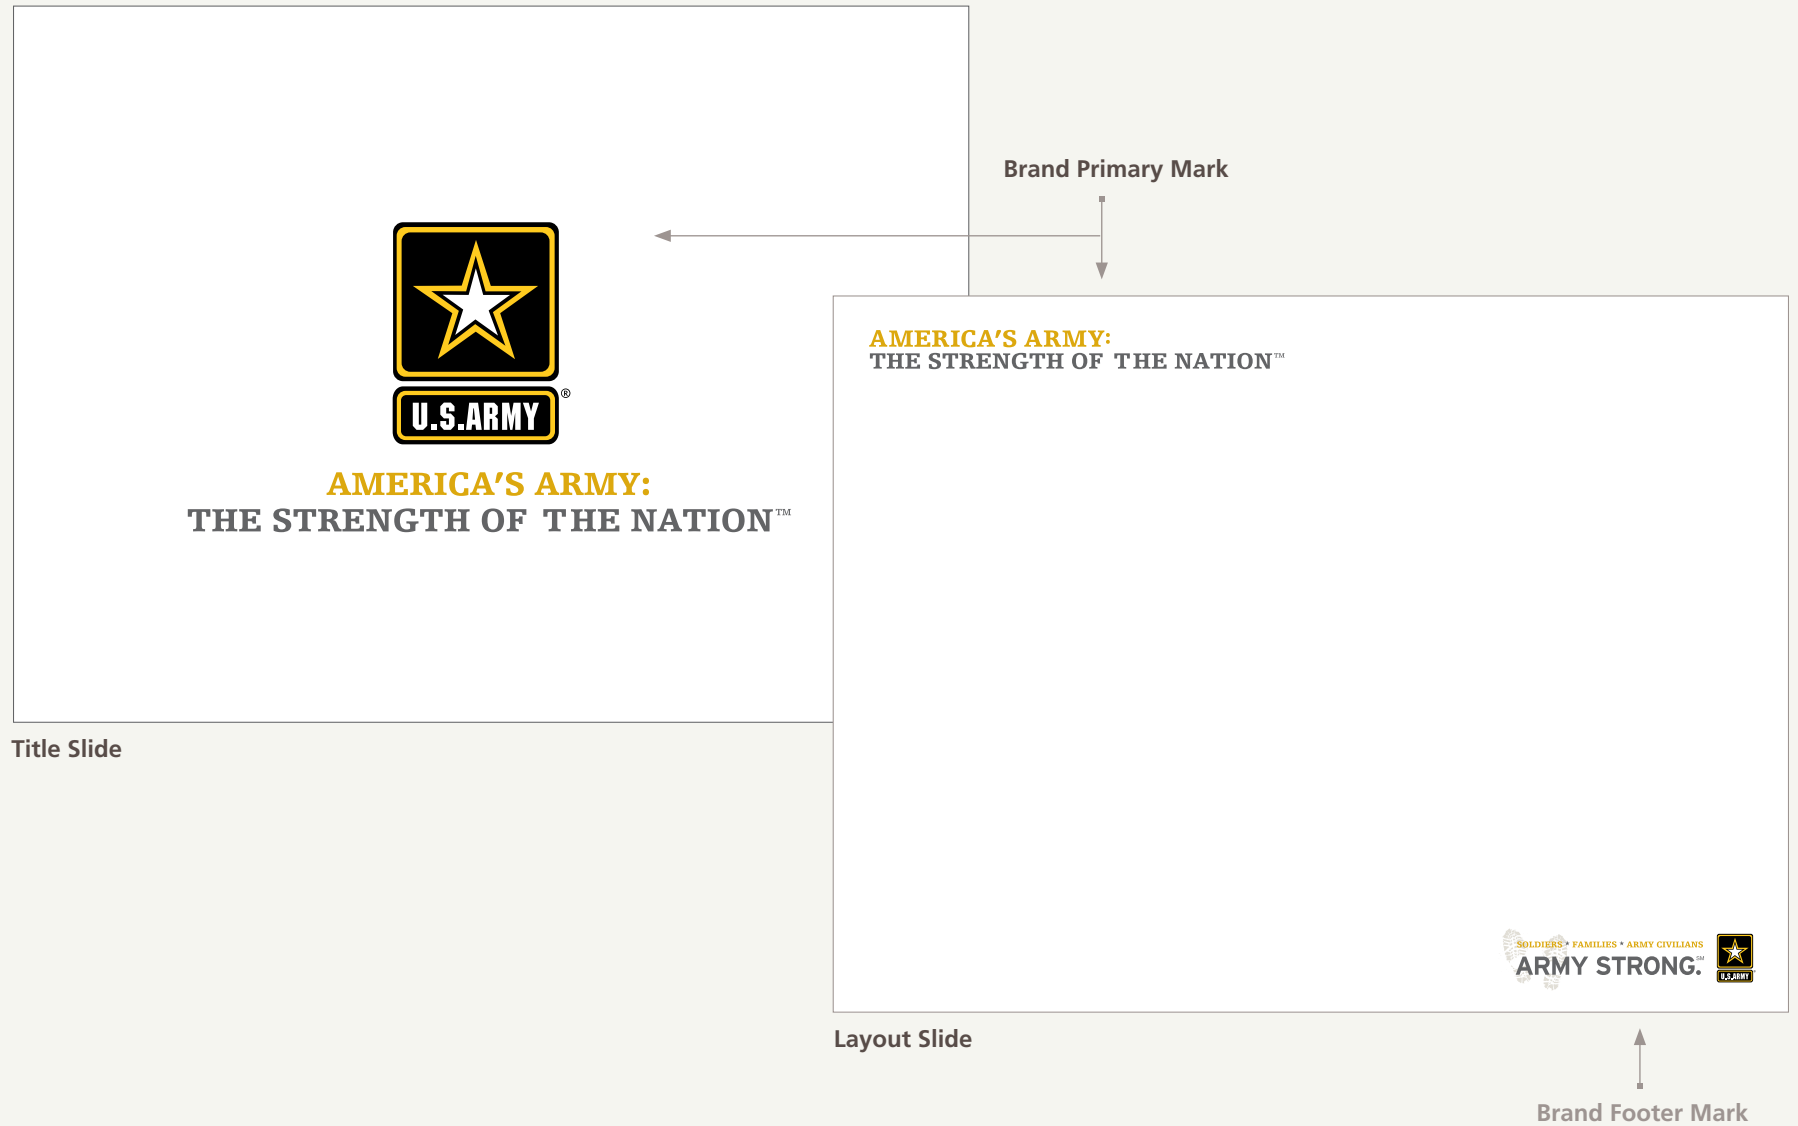 Brand Primary Mark
U.S.ARMY®
AMERICA'S ARMY:
THE STRENGTH OF THE NATION™
Title Slide
AMERICA'S ARMY:
THE STRENGTH OF THE NATION™
SOLDIERS * FAMILIES * ARMY CIVILIANS
ARMY STRONG.℠
U.S.ARMY
Layout Slide
Brand Footer Mark